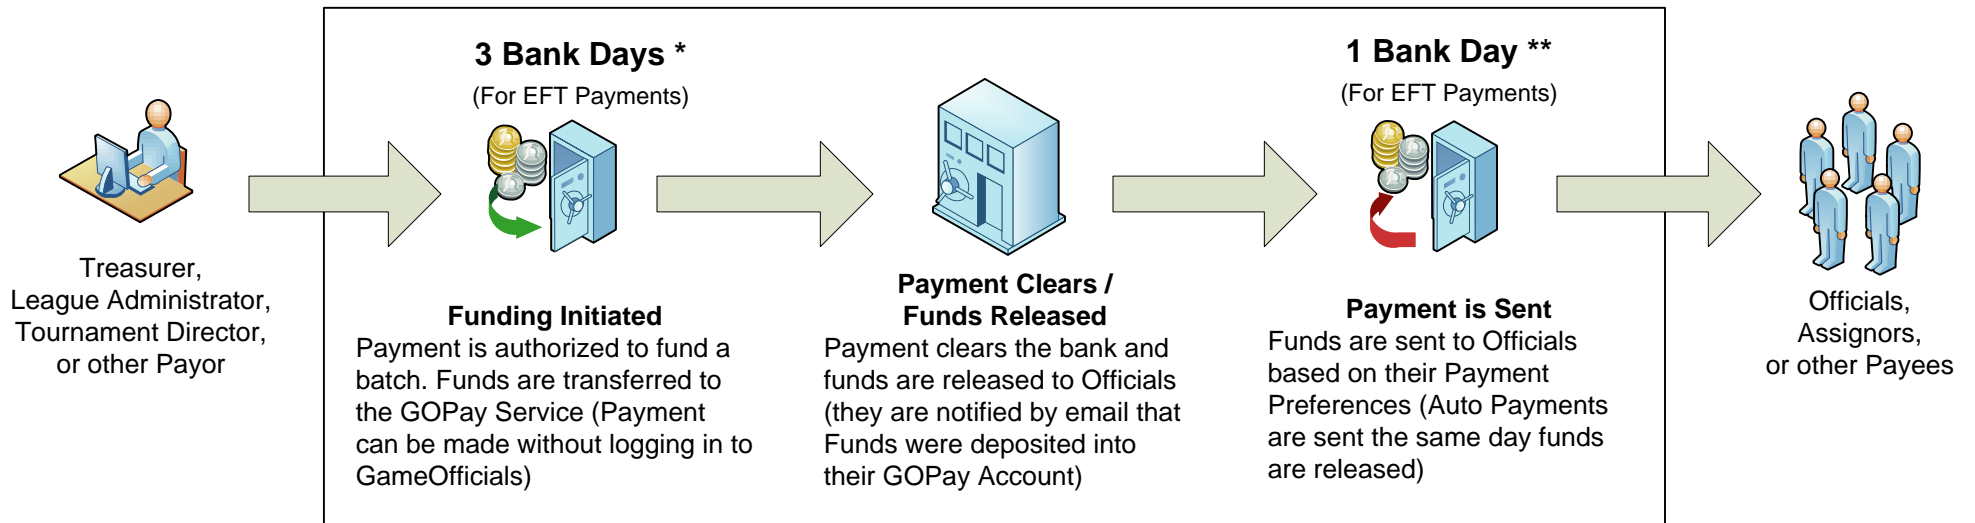 Treasurer,
League Administrator,
Tournament Director,
or other Payor
3 Bank Days *
(For EFT Payments)
Funding Initiated
Payment is authorized to fund a
batch. Funds are transferred to
the GOPay Service (Payment
can be made without logging in to
GameOfficials)
Payment Clears /
Funds Released
Payment clears the bank and
funds are released to Officials
(they are notified by email that
Funds were deposited into
their GOPay Account)
1 Bank Day **
(For EFT Payments)
Payment is Sent
Funds are sent to Officials
based on their Payment
Preferences (Auto Payments
are sent the same day funds
are released)
Officials,
Assignors,
or other Payees